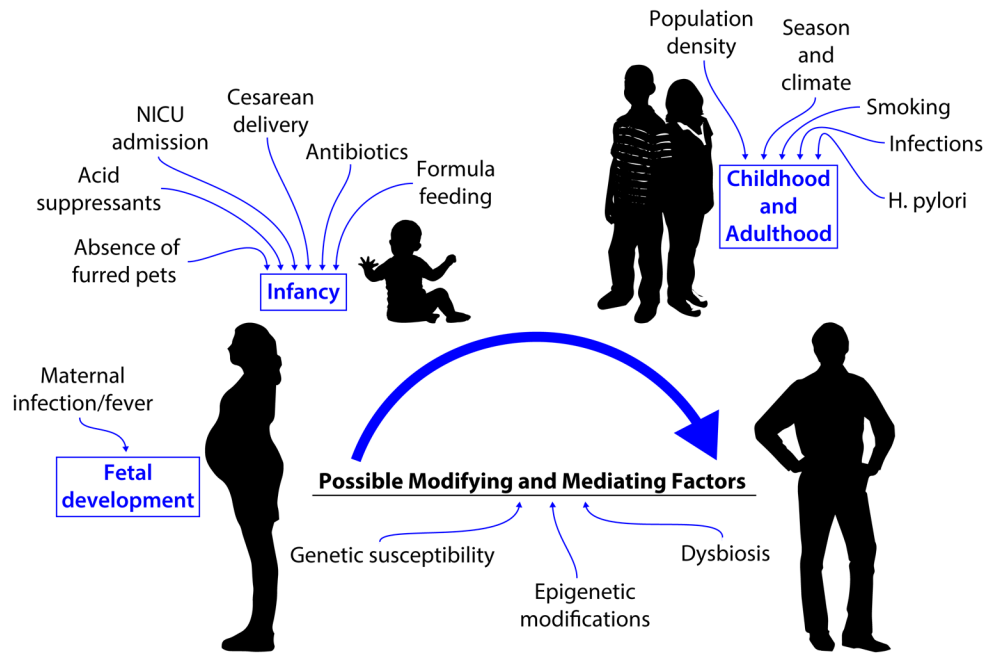 Population
density
Season
and
climate
Smoking
Infections
H. pylori
Childhood
and
Adulthood
Cesarean
delivery
NICU
admission
Antibiotics
Formula
feeding
Acid
suppressants
Absence of
furred pets
Infancy
Maternal
infection/fever
Fetal
development
Possible Modifying and Mediating Factors
Genetic susceptibility
Epigenetic
modifications
Dysbiosis